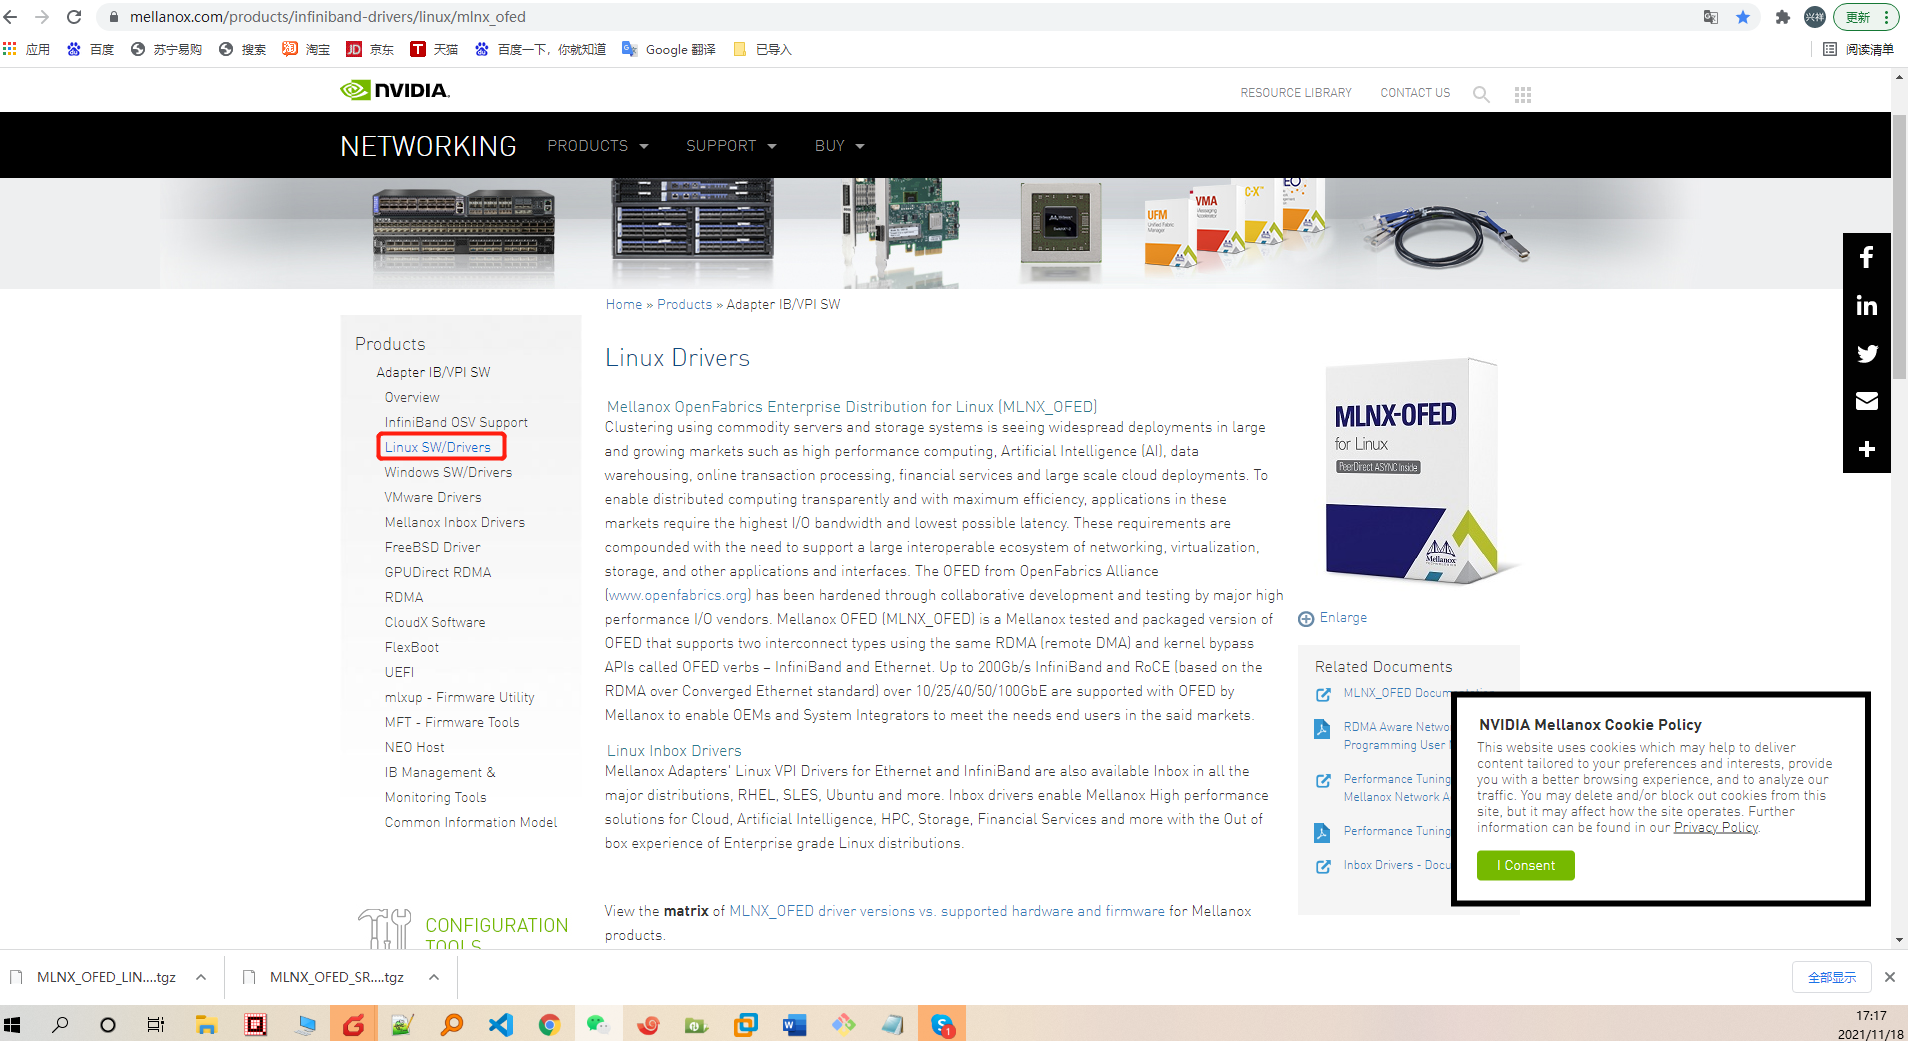 mellanox.com/products/infiniband-drivers/linux/mlnx_ofed
兴祥
更新
应用
百度
苏宁易购
搜索
淘
淘宝
JD
京东
T
天猫
百度一下，你就知道
Google 翻译
已导入
阅读清单
NVIDIA.
RESOURCE LIBRARY
CONTACT US
NETWORKING
PRODUCTS
SUPPORT
BUY
UFM
Unified Fabric
Manager
VMA
Messaging
Accelerator
C-X™
EO
Home » Products » Adapter IB/VPI SW
Products
Adapter IB/VPI SW
Overview
InfiniBand OSV Support
Linux SW/Drivers
Windows SW/Drivers
VMware Drivers
Mellanox Inbox Drivers
FreeBSD Driver
GPUDirect RDMA
RDMA
CloudX Software
FlexBoot
UEFI
mlxup - Firmware Utility
MFT - Firmware Tools
NEO Host
IB Management &
Monitoring Tools
Common Information Model
CONFIGURATION
TOOLS
Linux Drivers
Mellanox OpenFabrics Enterprise Distribution for Linux (MLNX_OFED)
Clustering using commodity servers and storage systems is seeing widespread deployments in large
and growing markets such as high performance computing, Artificial Intelligence (AI), data
warehousing, online transaction processing, financial services and large scale cloud deployments. To
enable distributed computing transparently and with maximum efficiency, applications in these
markets require the highest I/O bandwidth and lowest possible latency. These requirements are
compounded with the need to support a large interoperable ecosystem of networking, virtualization,
storage, and other applications and interfaces. The OFED from OpenFabrics Alliance
(www.openfabrics.org) has been hardened through collaborative development and testing by major high
performance I/O vendors. Mellanox OFED (MLNX_OFED) is a Mellanox tested and packaged version of
OFED that supports two interconnect types using the same RDMA (remote DMA) and kernel bypass
APIs called OFED verbs – InfiniBand and Ethernet. Up to 200Gb/s InfiniBand and RoCE (based on the
RDMA over Converged Ethernet standard) over 10/25/40/50/100GbE are supported with OFED by
Mellanox to enable OEMs and System Integrators to meet the needs end users in the said markets.
Linux Inbox Drivers
Mellanox Adapters' Linux VPI Drivers for Ethernet and InfiniBand are also available Inbox in all the
major distributions, RHEL, SLES, Ubuntu and more. Inbox drivers enable Mellanox High performance
solutions for Cloud, Artificial Intelligence, HPC, Storage, Financial Services and more with the Out of
box experience of Enterprise grade Linux distributions.
View the matrix of MLNX_OFED driver versions vs. supported hardware and firmware for Mellanox
products.
MLNX-OFED
for Linux
PeerDirect ASYNC Inside
Mellanox
Enlarge
Related Documents
MLNX_OFED Documentation
RDMA Aware Netwo
Programming User
Performance Tuning
Mellanox Network A
Performance Tuning
Inbox Drivers - Docu
NVIDIA Mellanox Cookie Policy
This website uses cookies which may help to deliver
content tailored to your preferences and interests, provide
you with a better browsing experience, and to analyze our
traffic. You may delete and/or block out cookies from this
site, but it may affect how the site operates. Further
information can be found in our Privacy Policy.
I Consent
MLNX_OFED_LIN....tgz
MLNX_OFED_SR....tgz
全部显示
1
17:17
2021/11/18